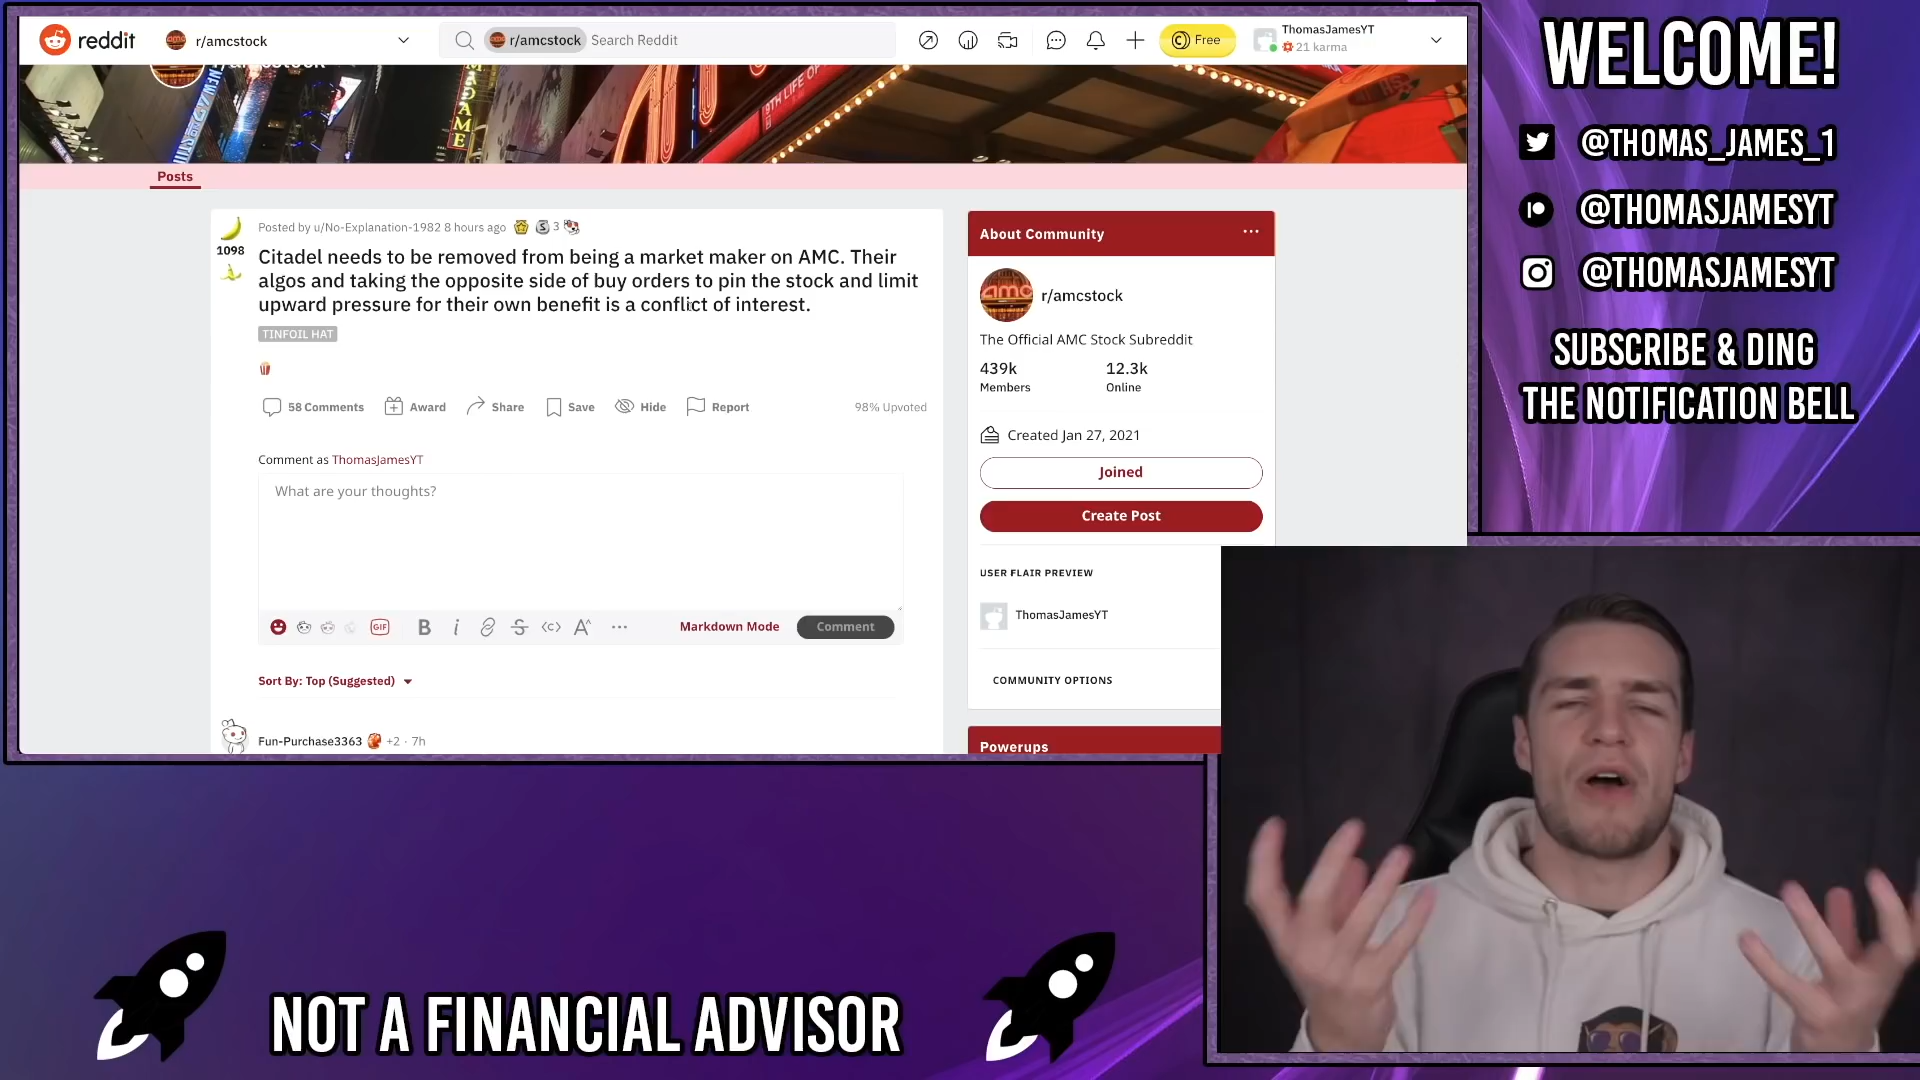 reddit
r/amcstock
r/amcstock
Search Reddit
Free
ThomasJamesYT
21 karma
Posts
1098
Posted by u/No-Explanation-1982 8 hours ago
3
Citadel needs to be removed from being a market maker on AMC. Their
algos and taking the opposite side of buy orders to pin the stock and limit
upward pressure for their own benefit is a conflict of interest.
TINFOIL HAT
58 Comments
Award
Share
Save
Hide
Report
98% Upvoted
Comment as ThomasJamesYT
What are your thoughts?
GIF
Markdown Mode
Comment
Sort By: Top (Suggested)
Fun-Purchase3363
+2 · 7h
About Community
amc
r/amcstock
The Official AMC Stock Subreddit
439k
12.3k
Members
Online
Created Jan 27, 2021
Joined
Create Post
USER FLAIR PREVIEW
ThomasJamesYT
COMMUNITY OPTIONS
Powerups
WELCOME!
@THOMAS_JAMES_1
@THOMASJAMESYT
@THOMASJAMESYT
SUBSCRIBE & DING
THE NOTIFICATION BELL
NOT A FINANCIAL ADVISOR